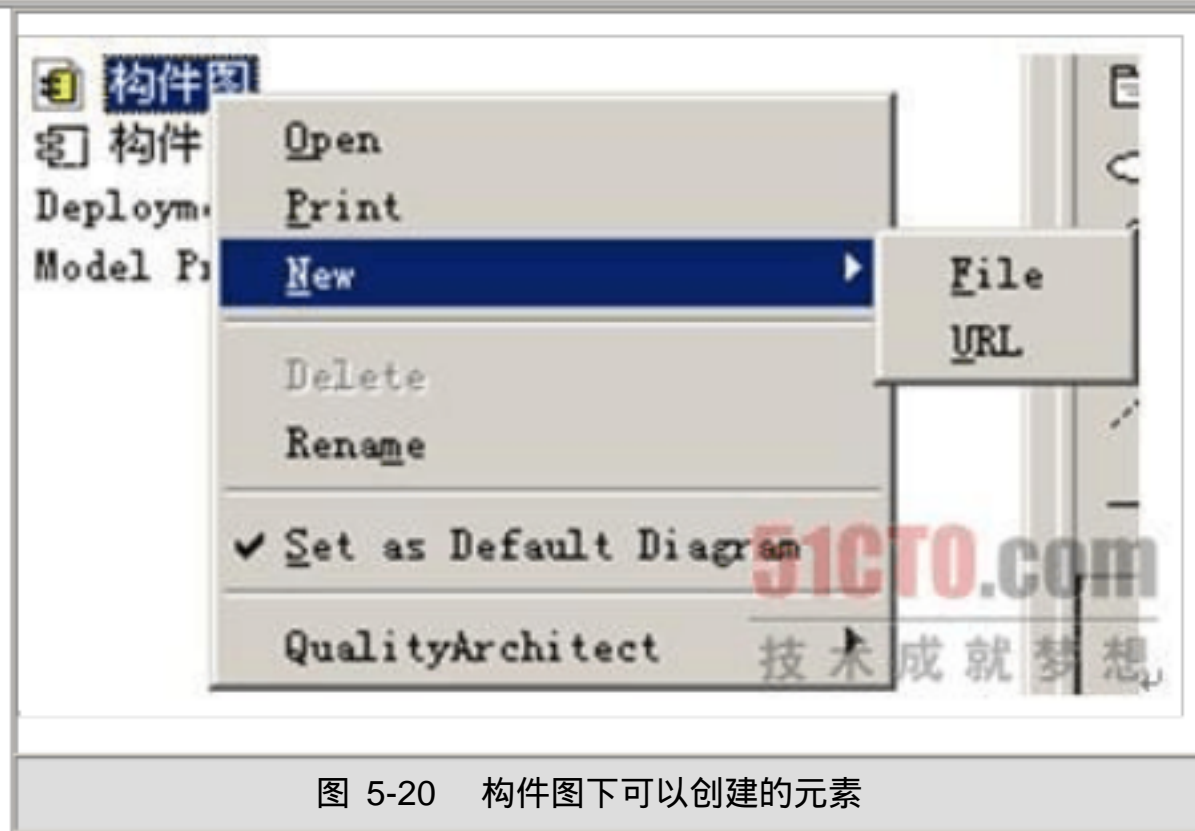 构件图
构件
Open
Print
New
File
URL
Delete
Rename
Set as Default Diagram
QualityArchitect
51CTO.com
技术成就梦想
图 5-20 构件图下可以创建的元素